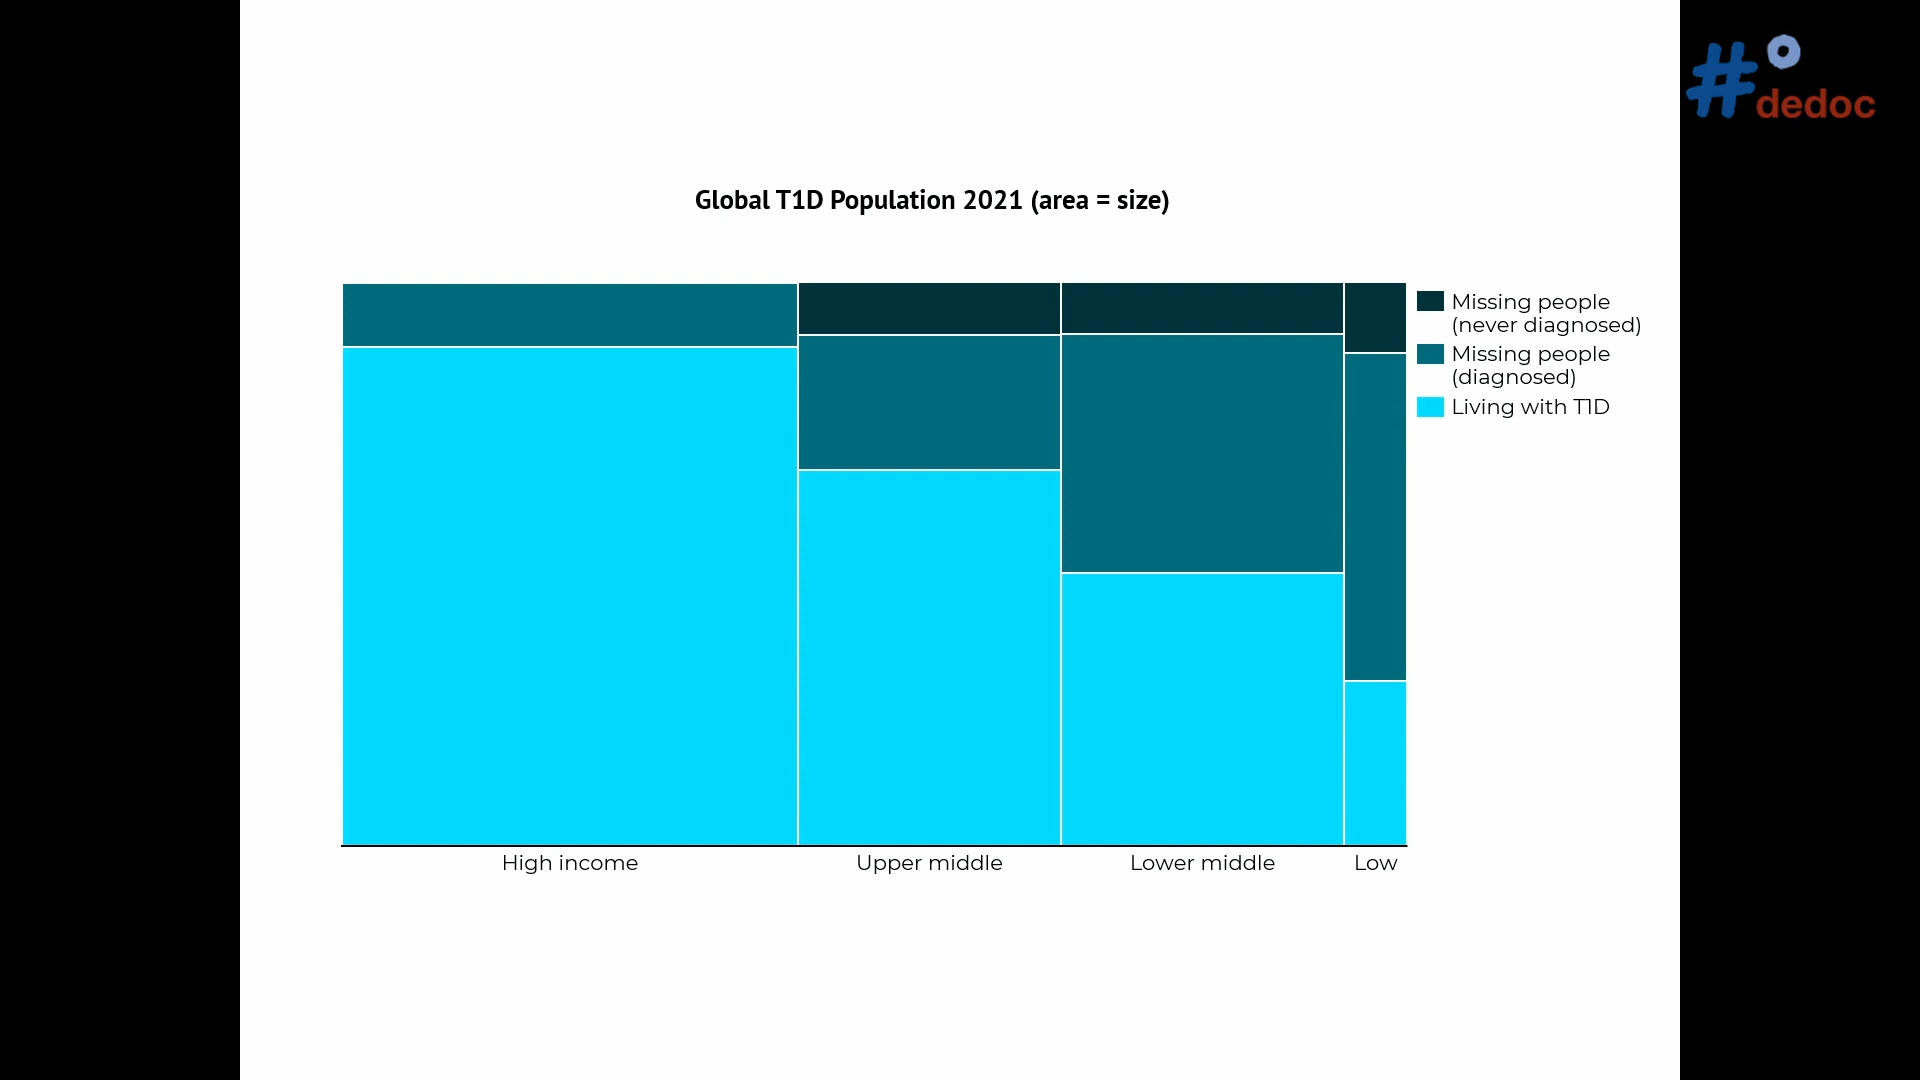 #dedoc
Global T1D Population 2021 (area = size)
Missing people
(never diagnosed)
Missing people
(diagnosed)
Living with T1D
High income
Upper middle
Lower middle
Low